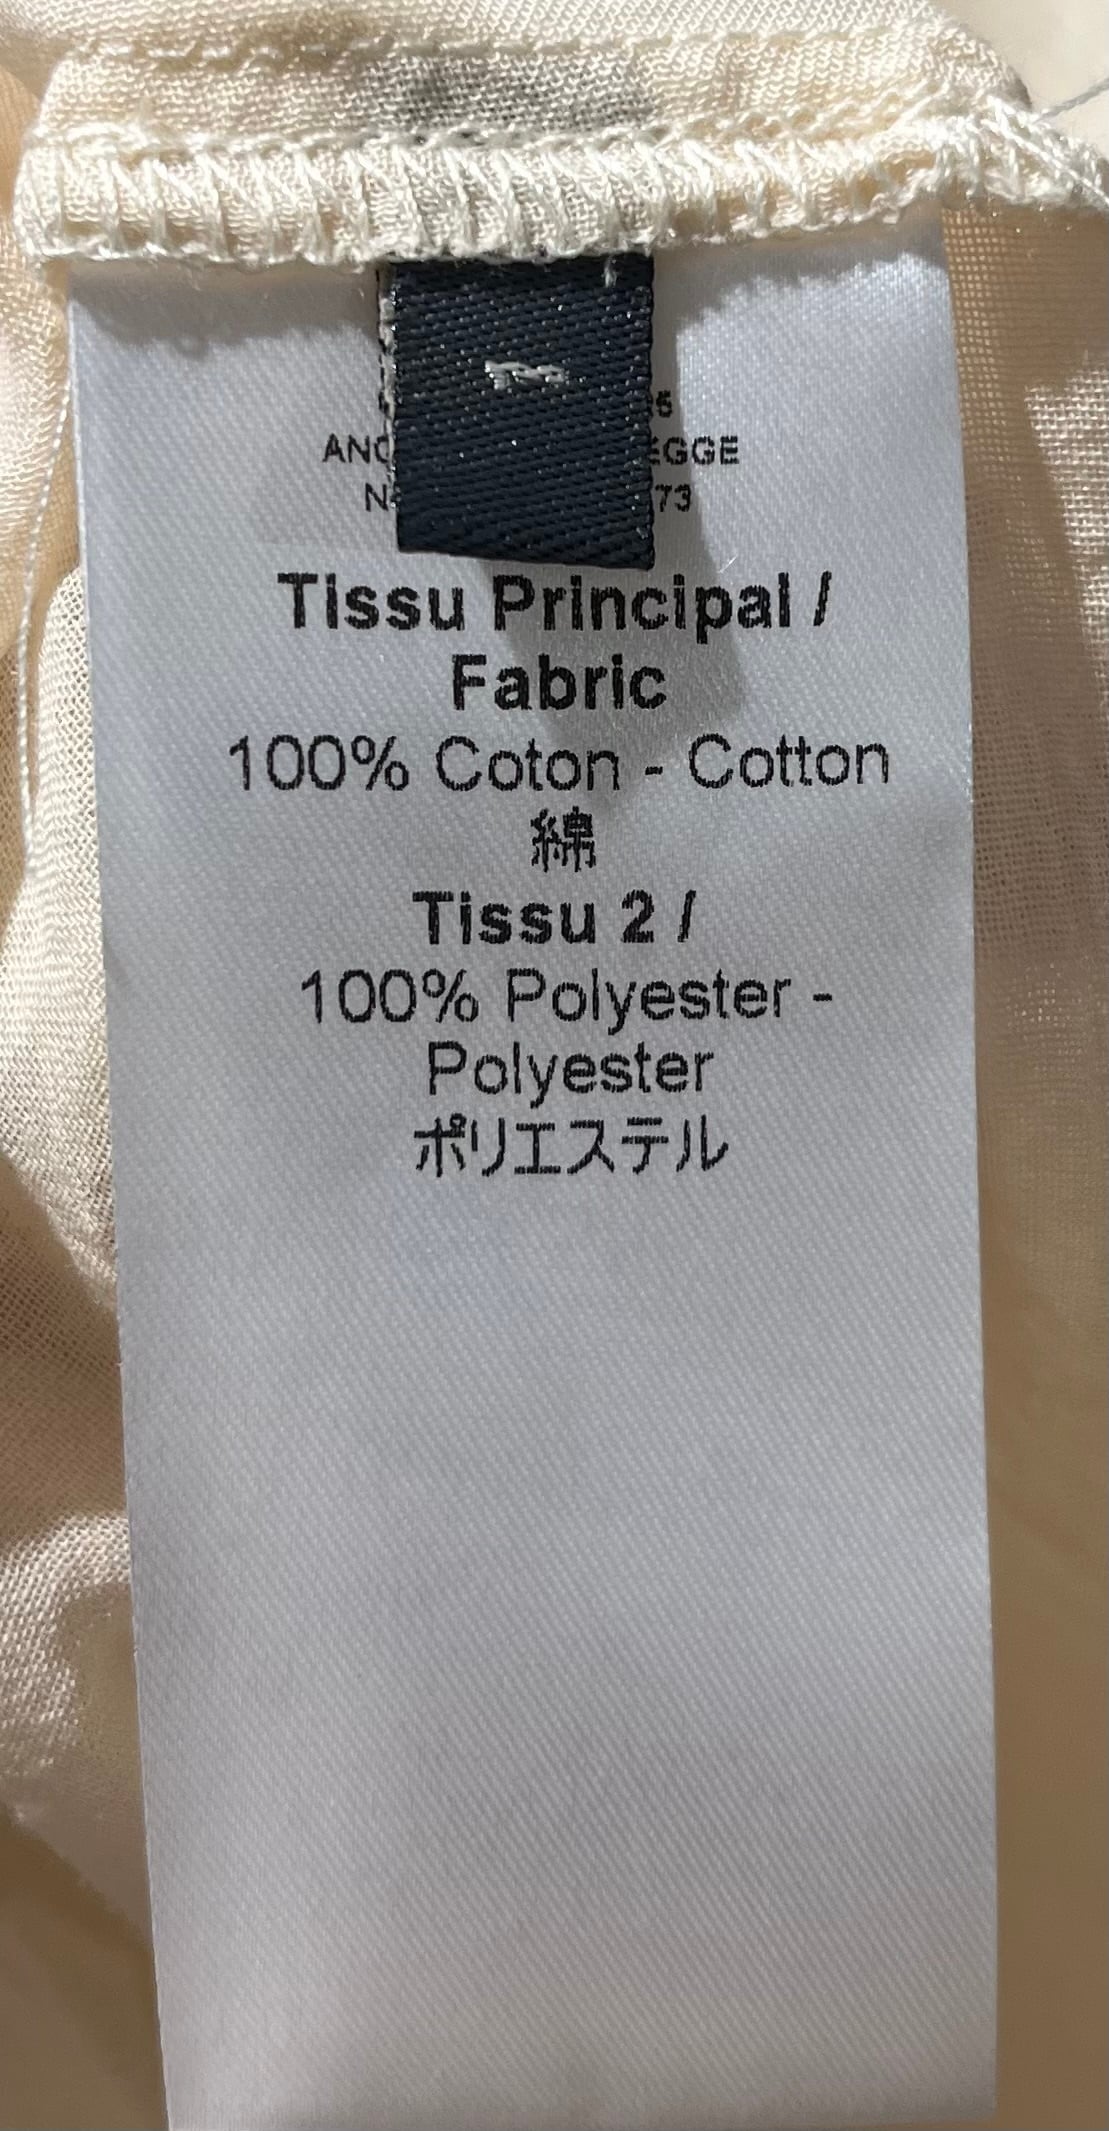 Tissu Principal /
Fabric
100% Coton - Cotton
綿
Tissu 2 /
100% Polyester -
Polyester
ポリエステル